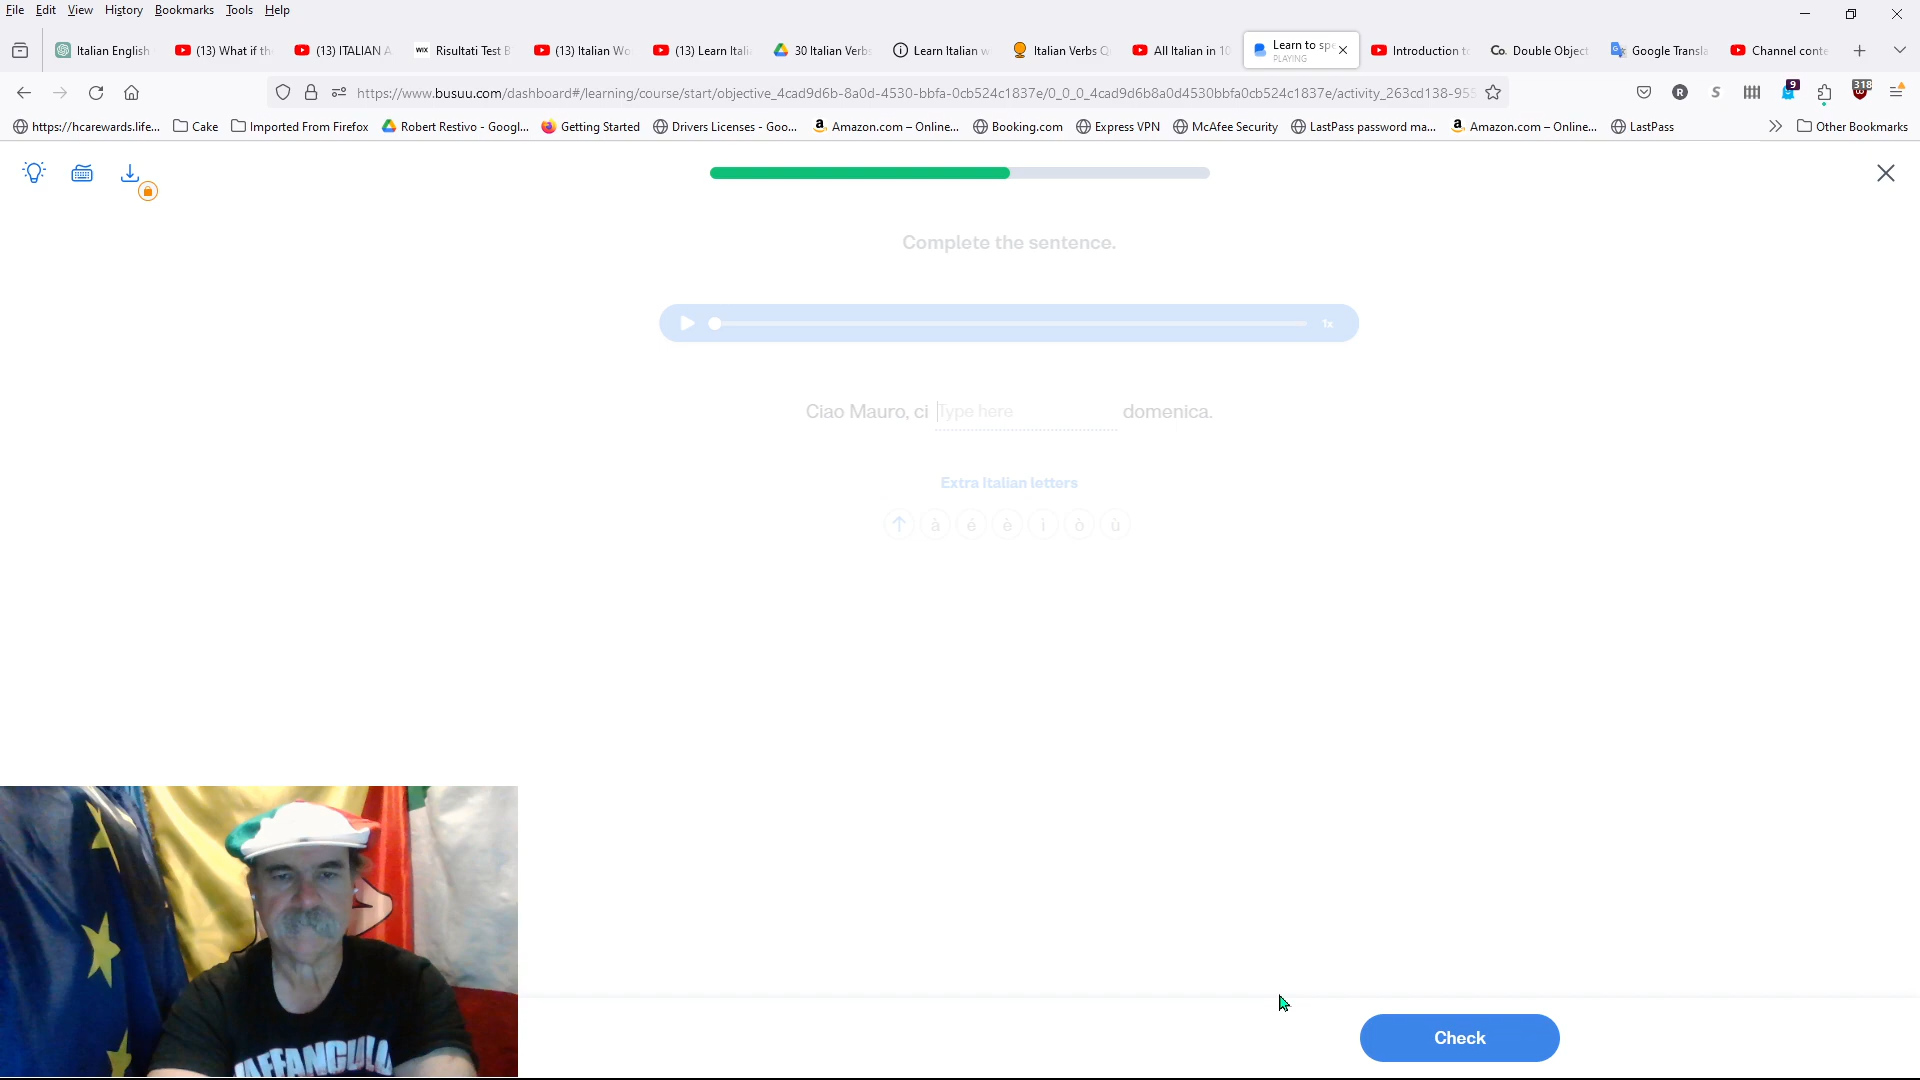 File Edit View History Bookmarks Tools Help
Italian English (13) What if the (13) ITALIAN A Risultati Test B (13) Italian Wo (13) Learn Itali 30 Italian Verbs Learn Italian w Italian Verbs Q All Italian in 10 Learn to spe PLAYING Introduction to Double Object Google Transla Channel conte
https://www.busuu.com/dashboard#/learning/course/start/objective_4cad9d6b-8a0d-4530-bbfa-0cb524c1837e/0_0_0_4cad9d6b8a0d4530bbfa0cb524c1837e/activity_263cd138-955 9 318
https://hcarewards.life... Cake Imported From Firefox Robert Restivo - Googl... Getting Started Drivers Licenses - Goo... Amazon.com – Online... Booking.com Express VPN McAfee Security LastPass password ma... Amazon.com – Online... LastPass Other Bookmarks
Complete the sentence.
1x
Ciao Mauro, ci Type here domenica.
Extra Italian letters
à é è ì ò ù
Check